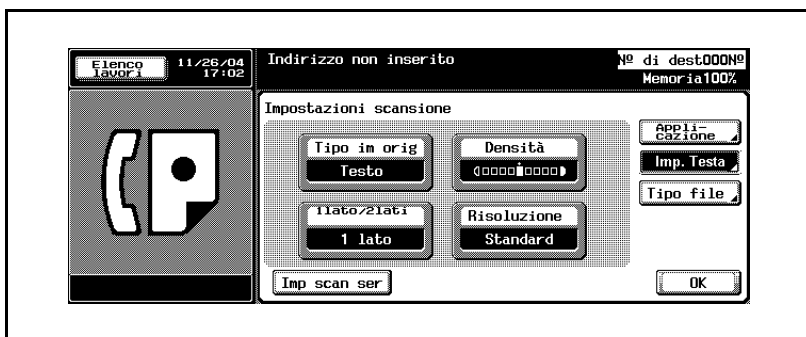 Elenco lavori
11/26/04
17:02
Indirizzo non inserito
Nº di dest000Nº
Memoria100%
Impostazioni scansione
Tipo im orig
Testo
Densità
1lato/2lati
1 lato
Risoluzione
Standard
Appli-
cazione
Imp. Testa
Tipo file
Imp scan ser
OK